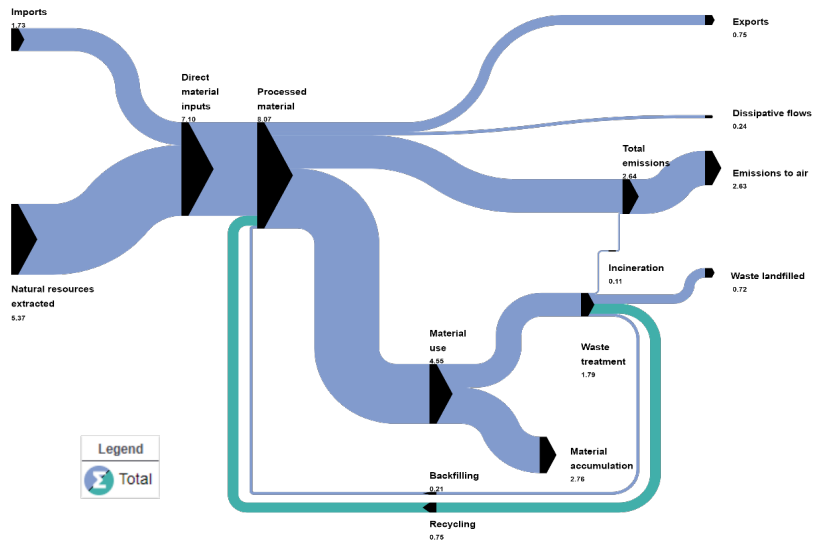 Imports
1.73
Exports
0.75
Direct
material
inputs
7.10
Processed
material
8.07
Dissipative flows
0.24
Total
emissions
2.64
Emissions to air
2.63
Natural resources
extracted
5.37
Incineration
0.11
Waste landfilled
0.72
Material
use
4.55
Waste
treatment
1.79
Legend
Total
Material
accumulation
2.76
Backfilling
0.21
Recycling
0.75